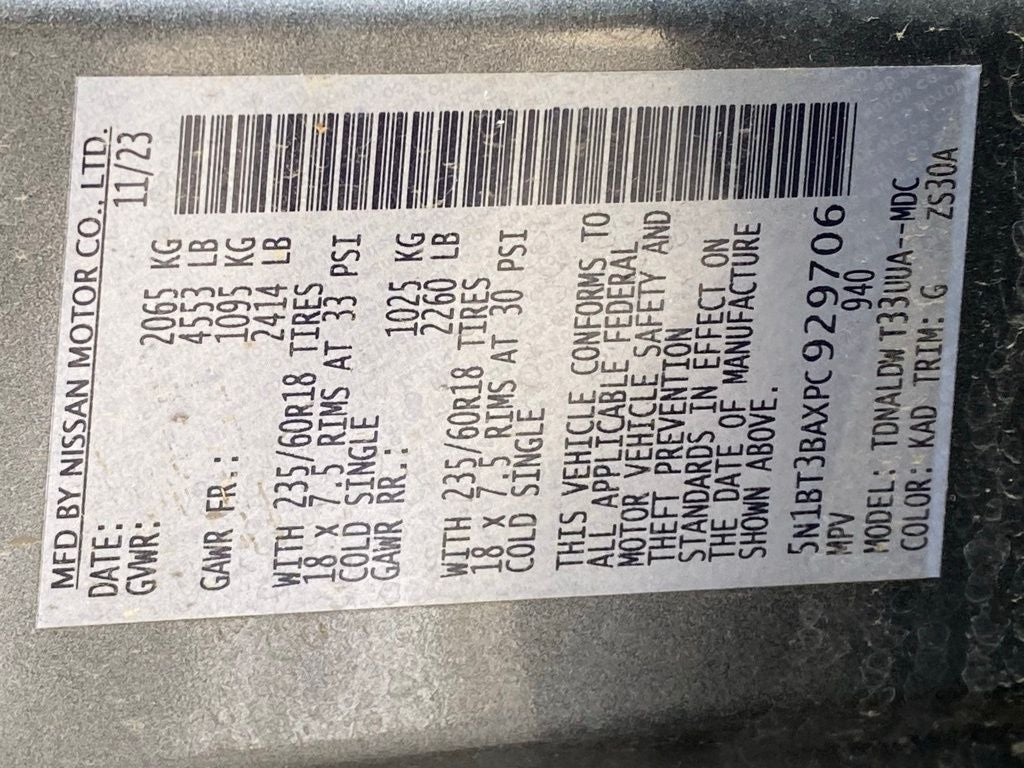 MFD BY NISSAN MOTOR CO., LTD.
DATE: 11/23
GVWR: 2065 KG
4553 LB
GAWR FR.: 1095 KG
2414 LB
WITH 235/60R18 TIRES
18 X 7.5 RIMS AT 33 PSI
COLD SINGLE
GAWR RR.: 1025 KG
2260 LB
WITH 235/60R18 TIRES
18 X 7.5 RIMS AT 30 PSI
COLD SINGLE
THIS VEHICLE CONFORMS TO
ALL APPLICABLE FEDERAL
MOTOR VEHICLE SAFETY AND
THEFT PREVENTION
STANDARDS IN EFFECT ON
THE DATE OF MANUFACTURE
SHOWN ABOVE.
5N1BT3BAXPC929706
MPV 940
MODEL: TDNALDWT33UUA--MDC
COLOR: KAD TRIM: G ZS30A